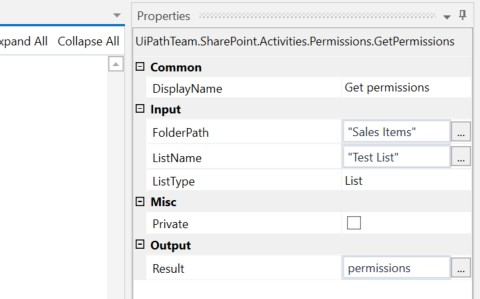 Properties
xpand All Collapse All
UiPathTeam.SharePoint.Activities.Permissions.GetPermissions
Common
DisplayName Get permissions
Input
FolderPath "Sales Items" ...
ListName "Test List" ...
ListType List
Misc
Private
Output
Result permissions ...